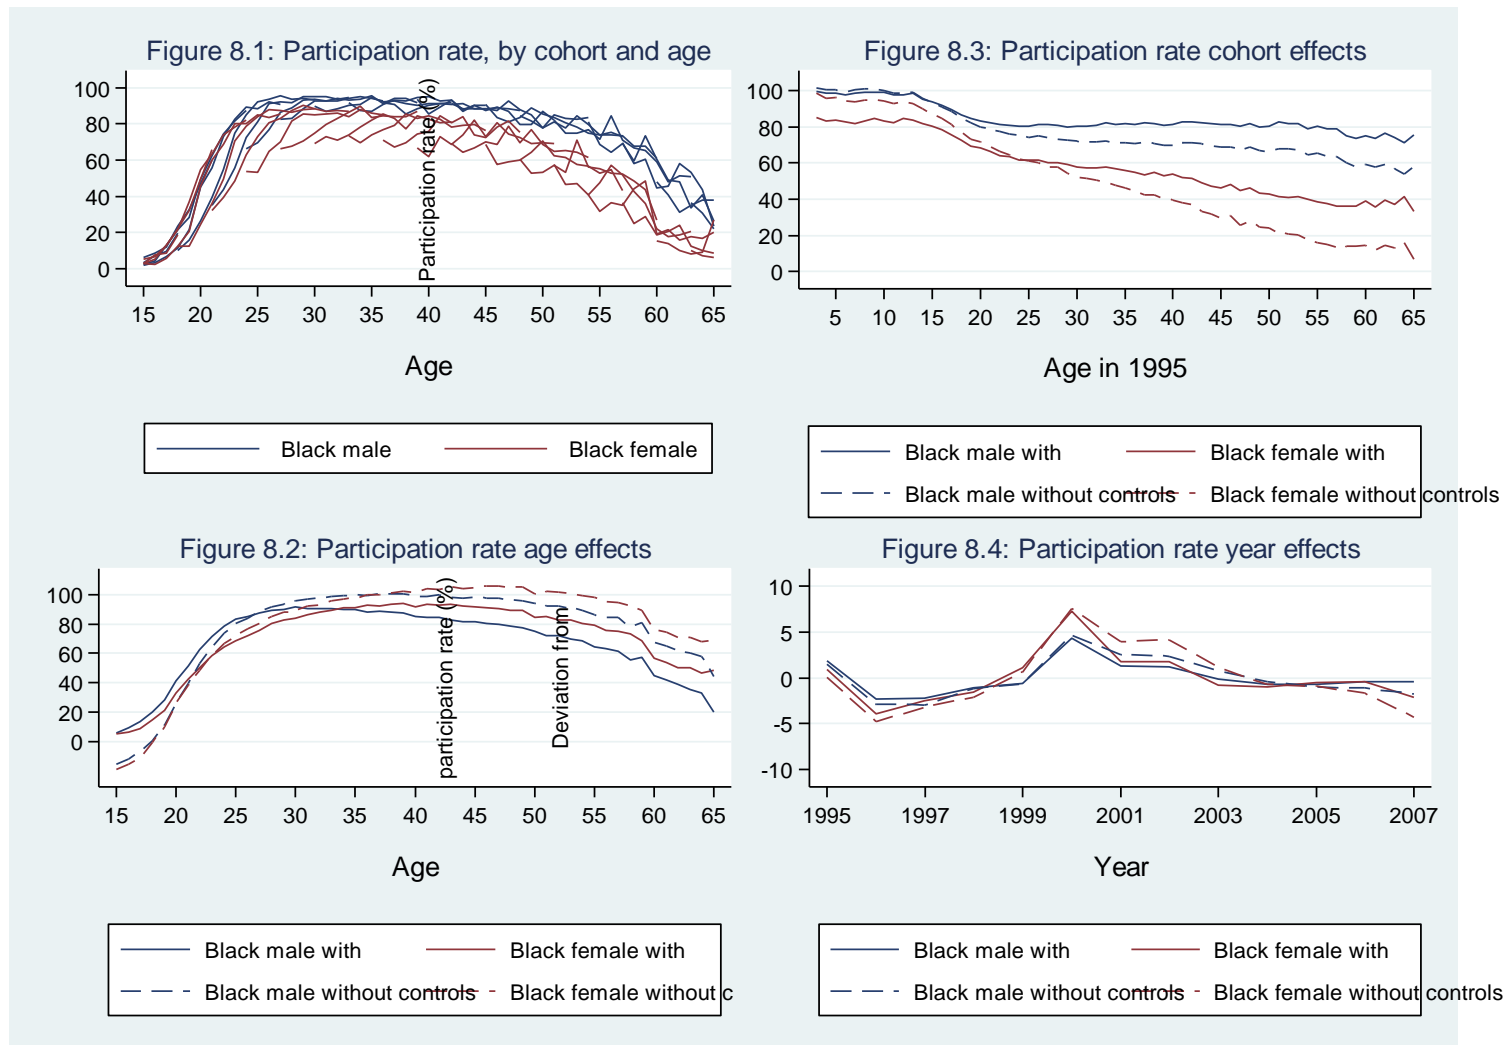 Figure 8.1: Participation rate, by cohort and age
100
80
60
40
20
0
Participation rate (%)
15 20 25 30 35 40 45 50 55 60 65
Age
Black male Black female
Figure 8.3: Participation rate cohort effects
100
80
60
40
20
0
5 10 15 20 25 30 35 40 45 50 55 60 65
Age in 1995
Black male with Black female with
Black male without controls Black female without controls
Figure 8.2: Participation rate age effects
100
80
60
40
20
0
participation rate (%)
Deviation from
15 20 25 30 35 40 45 50 55 60 65
Age
Black male with Black female with
Black male without controls Black female without c
Figure 8.4: Participation rate year effects
10
5
0
-5
-10
1995 1997 1999 2001 2003 2005 2007
Year
Black male with Black female with
Black male without controls Black female without controls